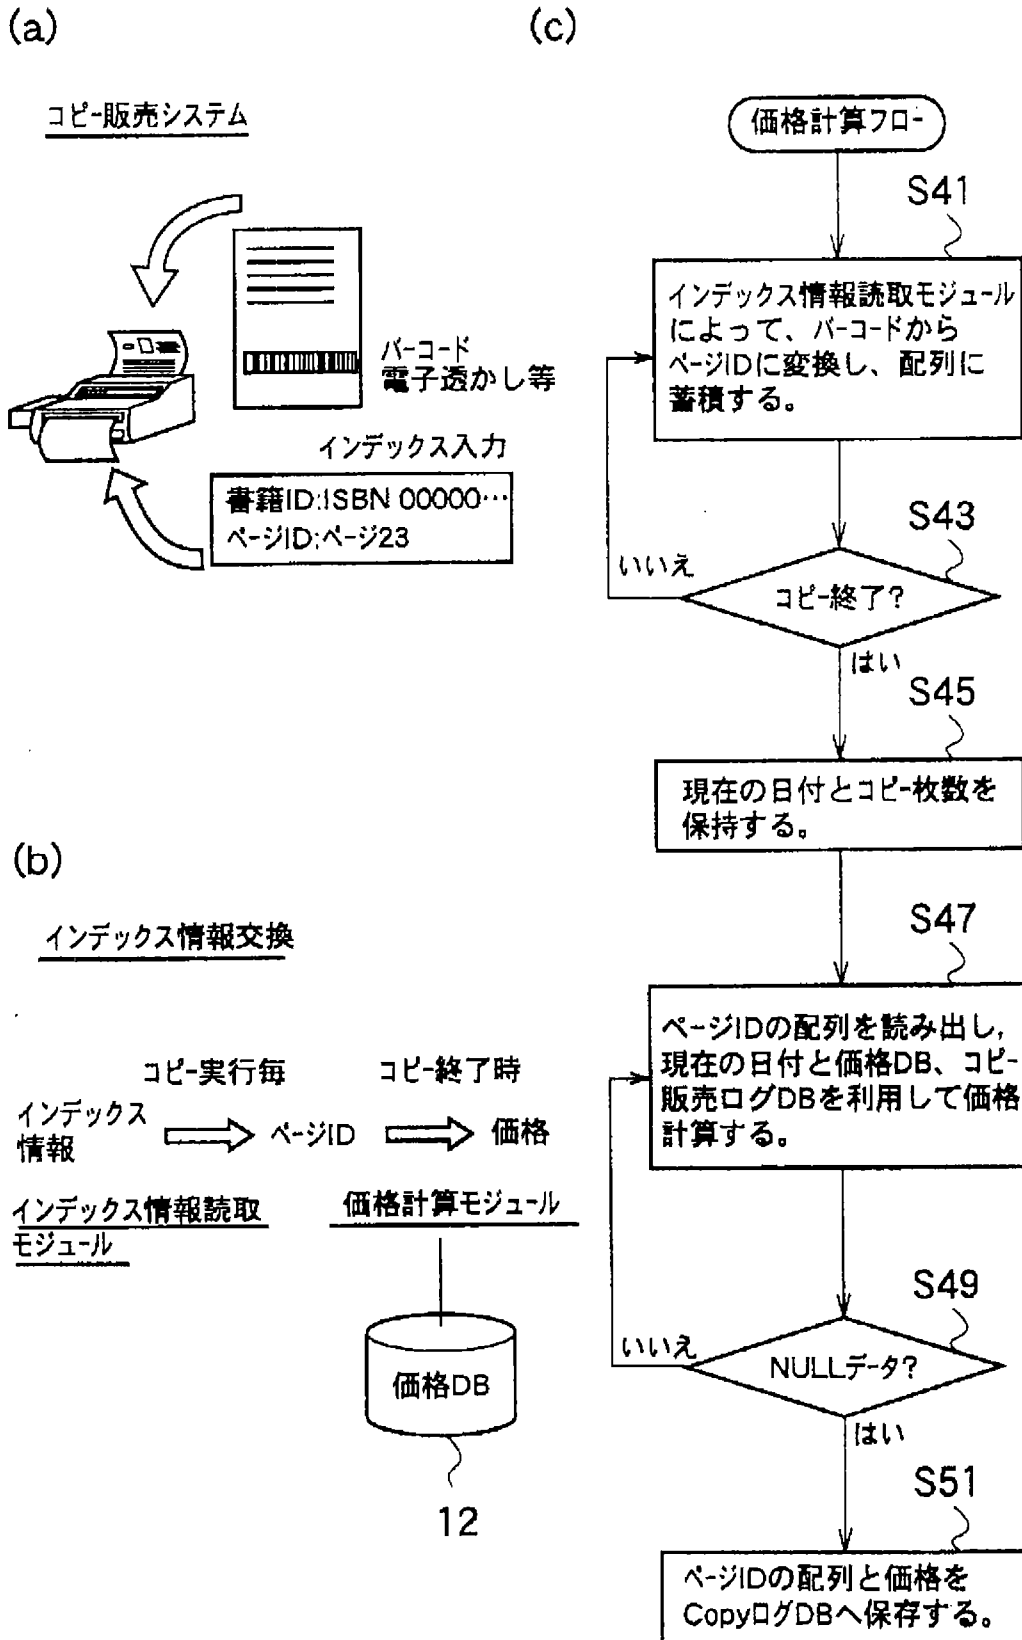 (a)
コピー販売システム
バーコード
電子透かし等
インデックス入力
書籍ID:ISBN 00000…
ページID:ページ23
(b)
インデックス情報交換
コピー実行毎
コピー終了時
インデックス
情報
ページID
価格
インデックス情報読取
モジュール
価格計算モジュール
価格DB
12
(c)
価格計算フロー
S41
インデックス情報読取モジュール
によって、バーコードから
ページIDに変換し、配列に
蓄積する。
S43
いいえ
コピー終了?
はい
S45
現在の日付とコピー枚数を
保持する。
S47
ページIDの配列を読み出し,
現在の日付と価格DB、コピー
販売ログDBを利用して価格
計算する。
S49
いいえ
NULLデータ?
はい
S51
ページIDの配列と価格を
CopyログDBへ保存する。